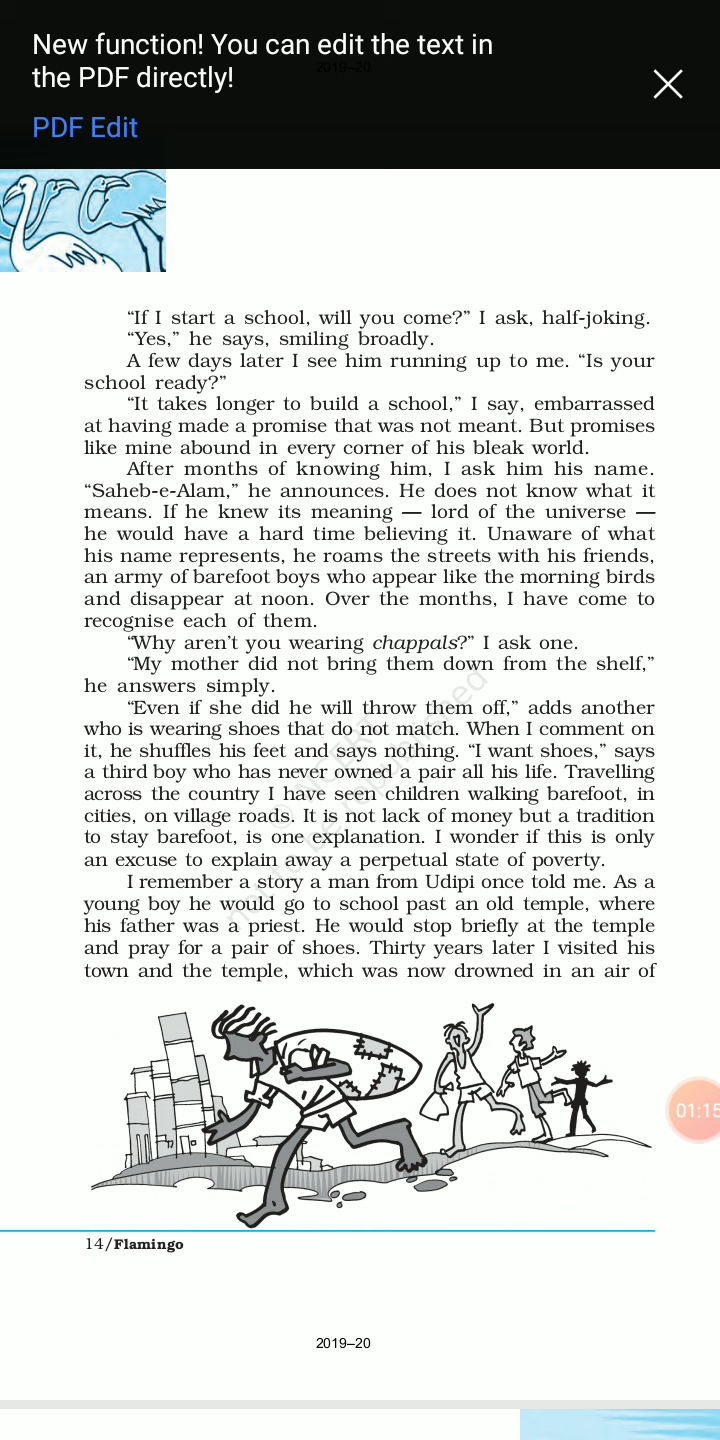 New function! You can edit the text in
the PDF directly!
2019–20
PDF Edit
“If I start a school, will you come?” I ask, half-joking.
“Yes,” he says, smiling broadly.
A few days later I see him running up to me. “Is your
school ready?”
“It takes longer to build a school,” I say, embarrassed
at having made a promise that was not meant. But promises
like mine abound in every corner of his bleak world.
After months of knowing him, I ask him his name.
“Saheb-e-Alam,” he announces. He does not know what it
means. If he knew its meaning — lord of the universe —
he would have a hard time believing it. Unaware of what
his name represents, he roams the streets with his friends,
an army of barefoot boys who appear like the morning birds
and disappear at noon. Over the months, I have come to
recognise each of them.
“Why aren’t you wearing chappals?” I ask one.
“My mother did not bring them down from the shelf,”
he answers simply.
“Even if she did he will throw them off,” adds another
who is wearing shoes that do not match. When I comment on
it, he shuffles his feet and says nothing. “I want shoes,” says
a third boy who has never owned a pair all his life. Travelling
across the country I have seen children walking barefoot, in
cities, on village roads. It is not lack of money but a tradition
to stay barefoot, is one explanation. I wonder if this is only
an excuse to explain away a perpetual state of poverty.
I remember a story a man from Udipi once told me. As a
young boy he would go to school past an old temple, where
his father was a priest. He would stop briefly at the temple
and pray for a pair of shoes. Thirty years later I visited his
town and the temple, which was now drowned in an air of
© NCERT
not to be republished
01:15
14/Flamingo
2019–20